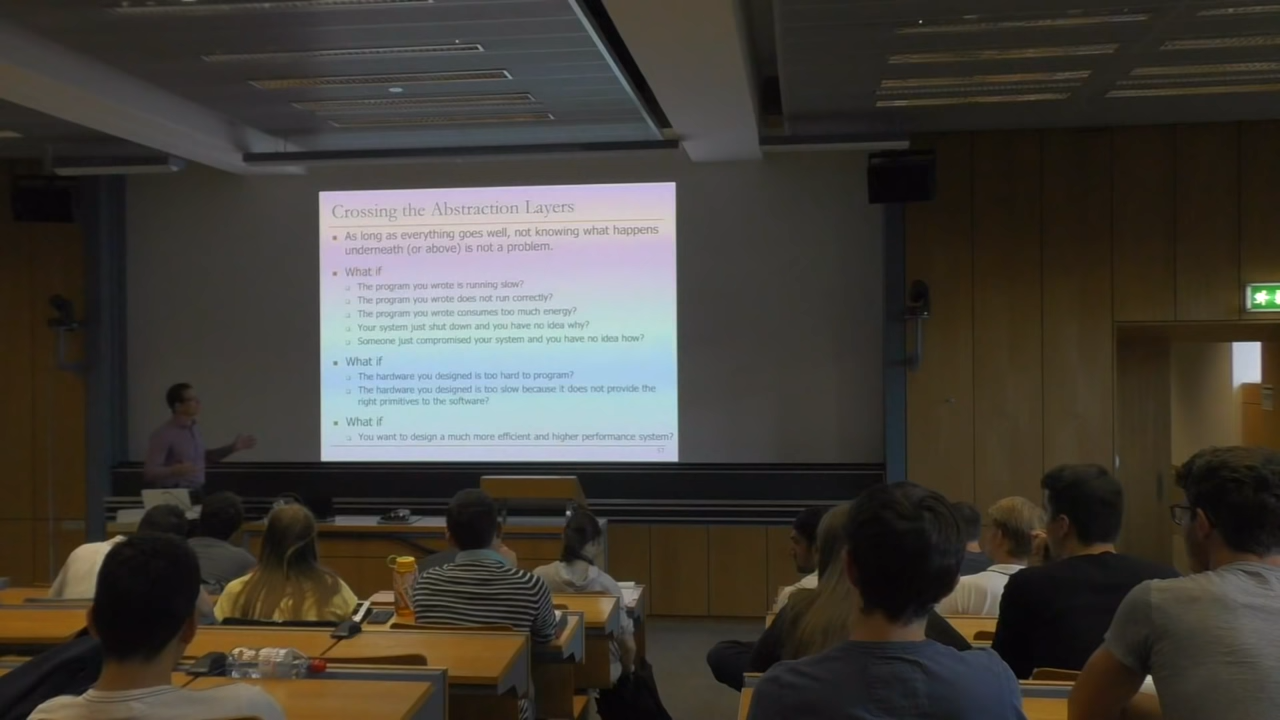 Crossing the Abstraction Layers
As long as everything goes well, not knowing what happens
underneath (or above) is not a problem.
What if
The program you wrote is running slow?
The program you wrote does not run correctly?
The program you wrote consumes too much energy?
Your system just shut down and you have no idea why?
Someone just compromised your system and you have no idea how?
What if
The hardware you designed is too hard to program?
The hardware you designed is too slow because it does not provide the
right primitives to the software?
What if
You want to design a much more efficient and higher performance system?